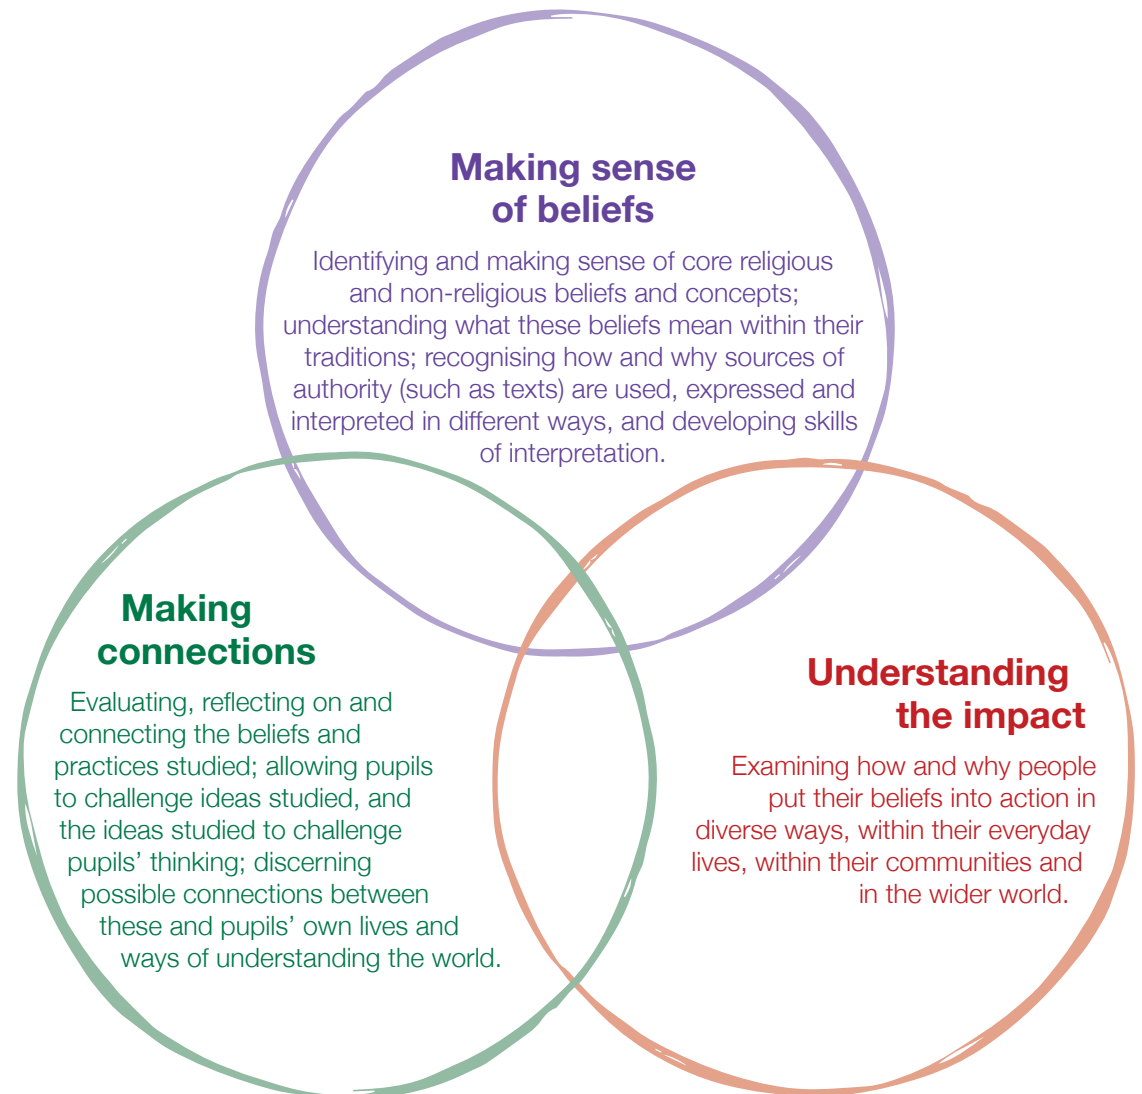 Making sense
of beliefs
Identifying and making sense of core religious
and non-religious beliefs and concepts;
understanding what these beliefs mean within their
traditions; recognising how and why sources of
authority (such as texts) are used, expressed and
interpreted in different ways, and developing skills
of interpretation.
Making
connections
Evaluating, reflecting on and
connecting the beliefs and
practices studied; allowing pupils
to challenge ideas studied, and
the ideas studied to challenge
pupils’ thinking; discerning
possible connections between
these and pupils’ own lives and
ways of understanding the world.
Understanding
the impact
Examining how and why people
put their beliefs into action in
diverse ways, within their everyday
lives, within their communities and
in the wider world.